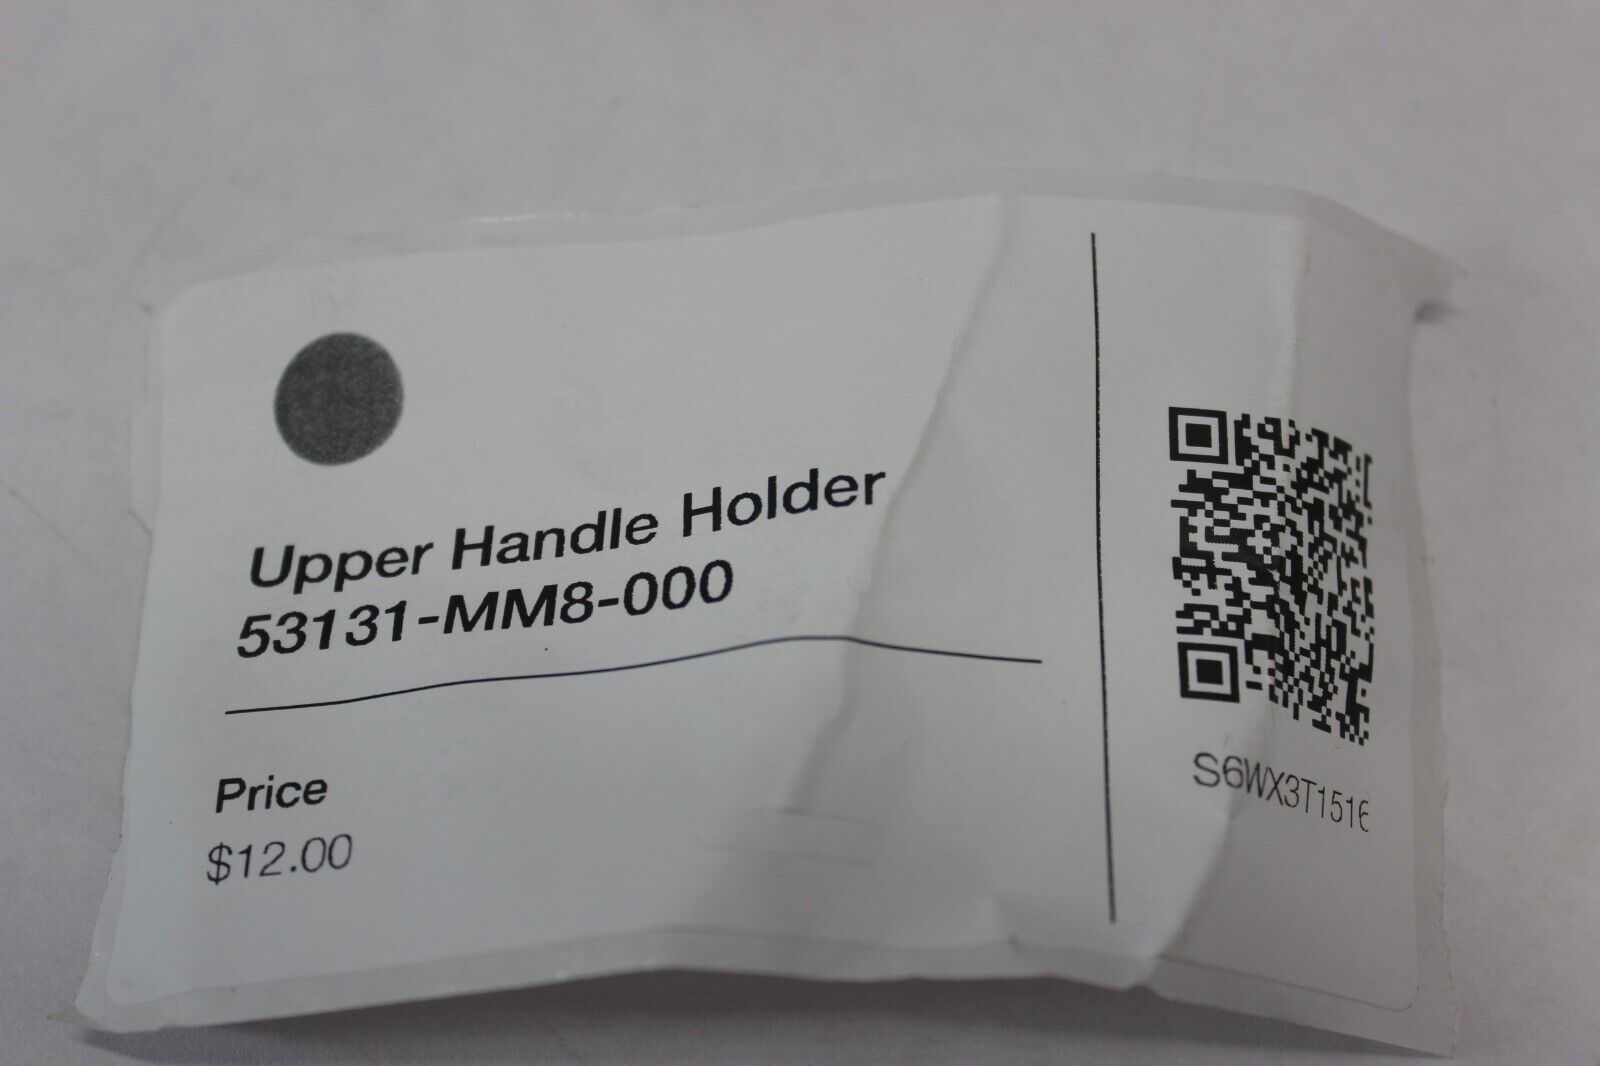 Upper Handle Holder
53131-MM8-000
Price
$12.00
S6WX3T1516